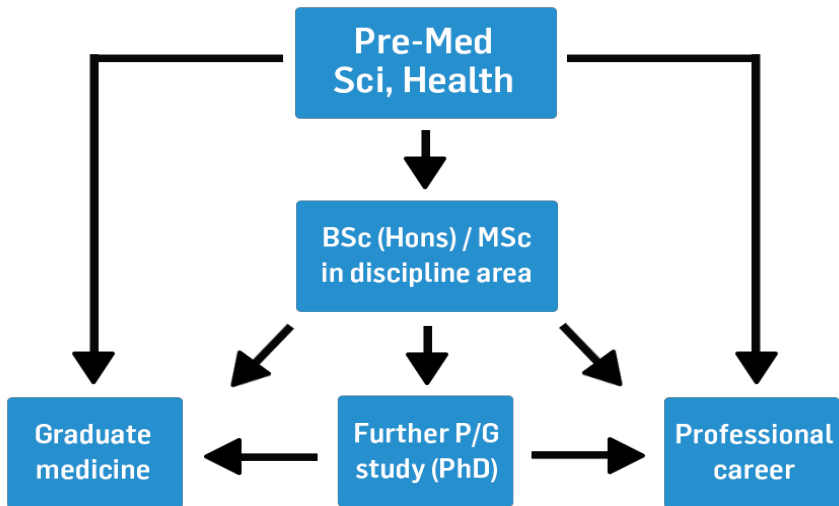 Pre-Med
Sci, Health
BSc (Hons) / MSc
in discipline area
Graduate
medicine
Further P/G
study (PhD)
Professional
career